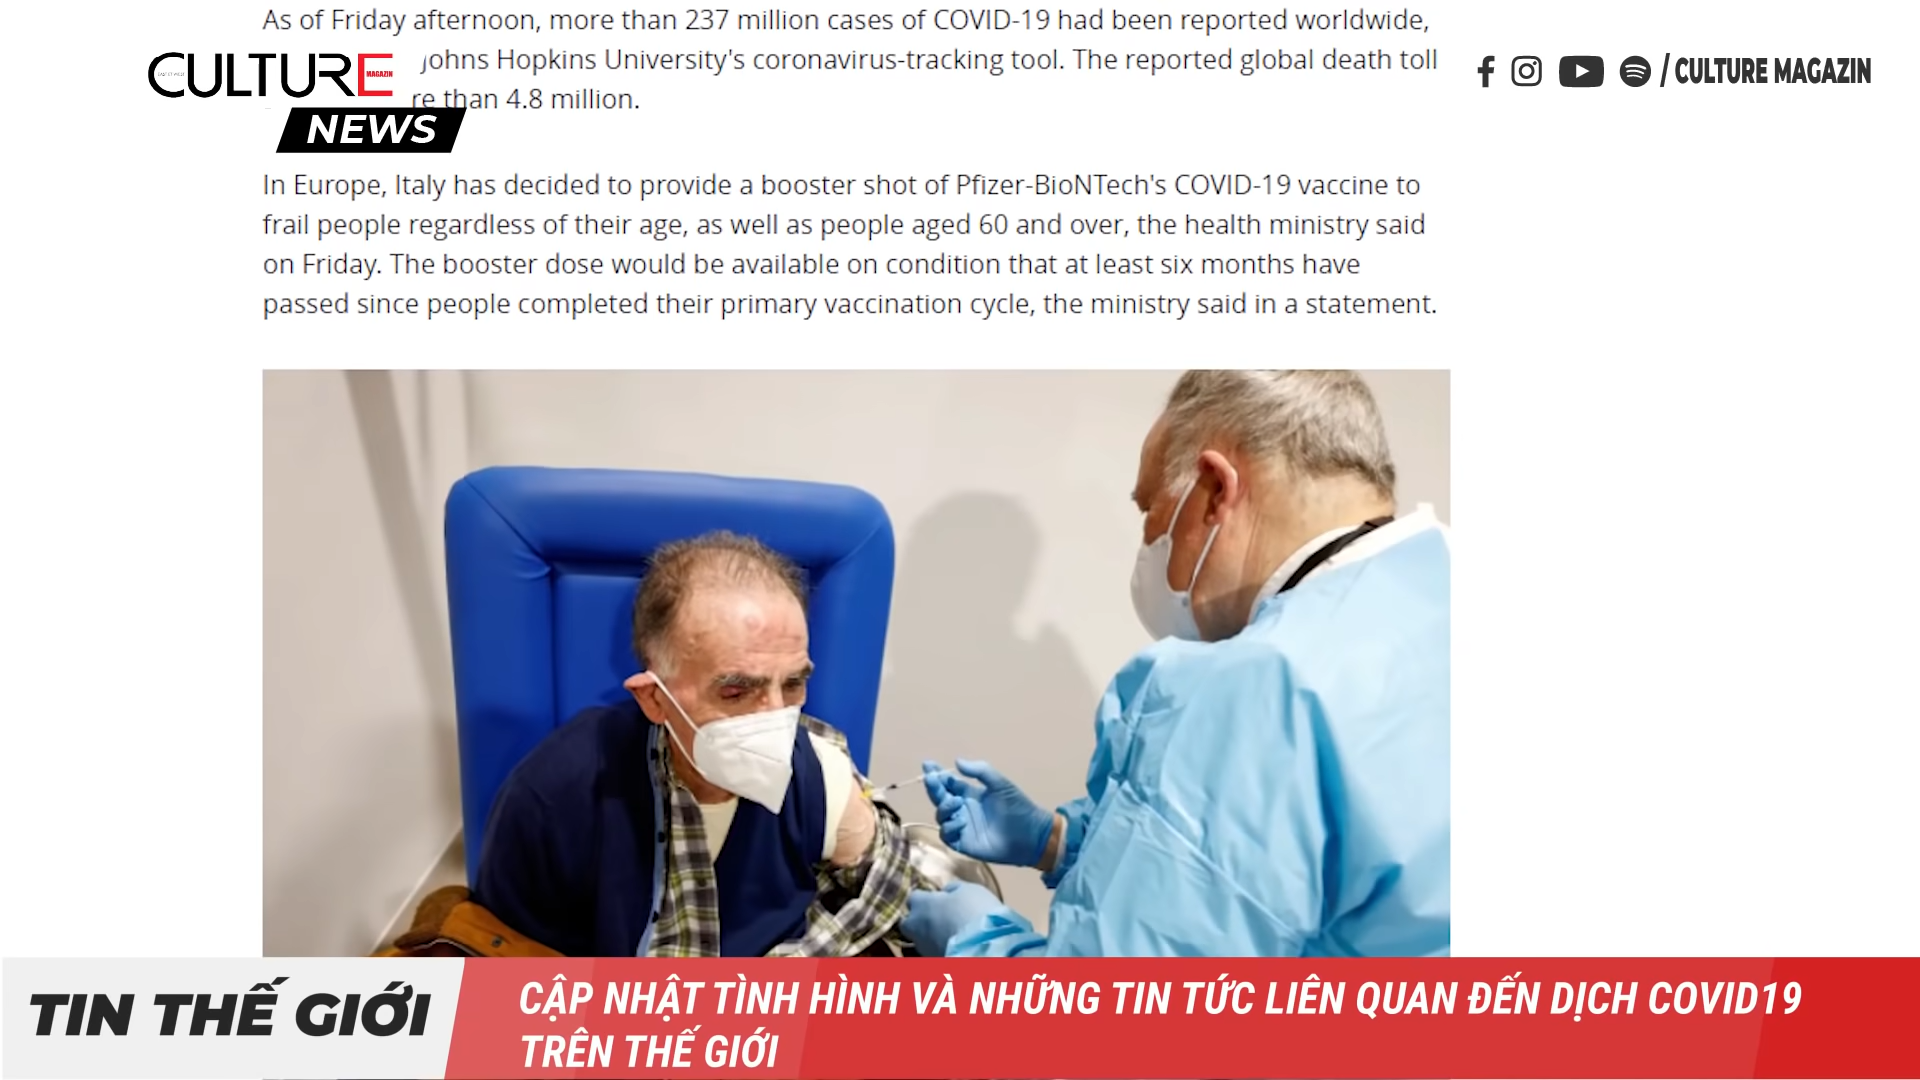 As of Friday afternoon, more than 237 million cases of COVID-19 had been reported worldwide,
Johns Hopkins University's coronavirus-tracking tool. The reported global death toll
re than 4.8 million.
CULTURE
MAGAZIN
NEWS
/ CULTURE MAGAZIN
In Europe, Italy has decided to provide a booster shot of Pfizer-BioNTech's COVID-19 vaccine to
frail people regardless of their age, as well as people aged 60 and over, the health ministry said
on Friday. The booster dose would be available on condition that at least six months have
passed since people completed their primary vaccination cycle, the ministry said in a statement.
TIN THẾ GIỚI
CẬP NHẬT TÌNH HÌNH VÀ NHỮNG TIN TỨC LIÊN QUAN ĐẾN DỊCH COVID19
TRÊN THẾ GIỚI